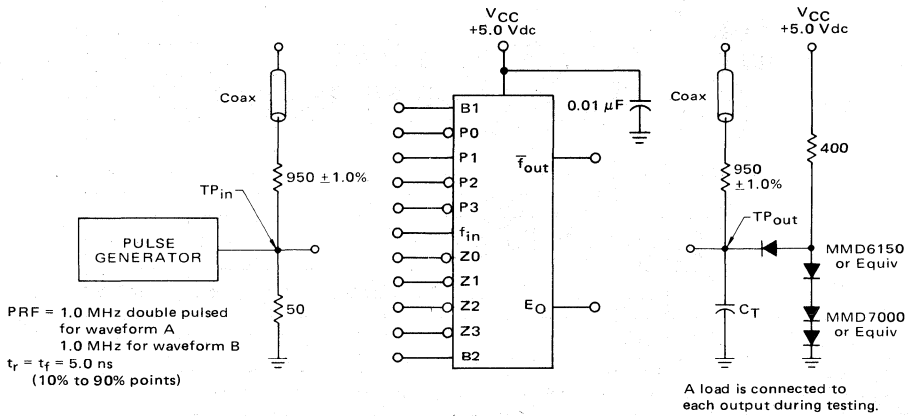 VCC
+5.0 Vdc
VCC
+5.0 Vdc
Coax
0.01 µF
Coax
B1
P0
P1
P2
P3
fin
Z0
Z1
Z2
Z3
B2
f̅out
EO
950 ±1.0%
TPin
PULSE
GENERATOR
50
PRF = 1.0 MHz double pulsed
for waveform A
1.0 MHz for waveform B
tr = tf = 5.0 ns
(10% to 90% points)
400
950
±1.0%
TPout
MMD6150
or Equiv
CT
MMD7000
or Equiv
A load is connected to
each output during testing.